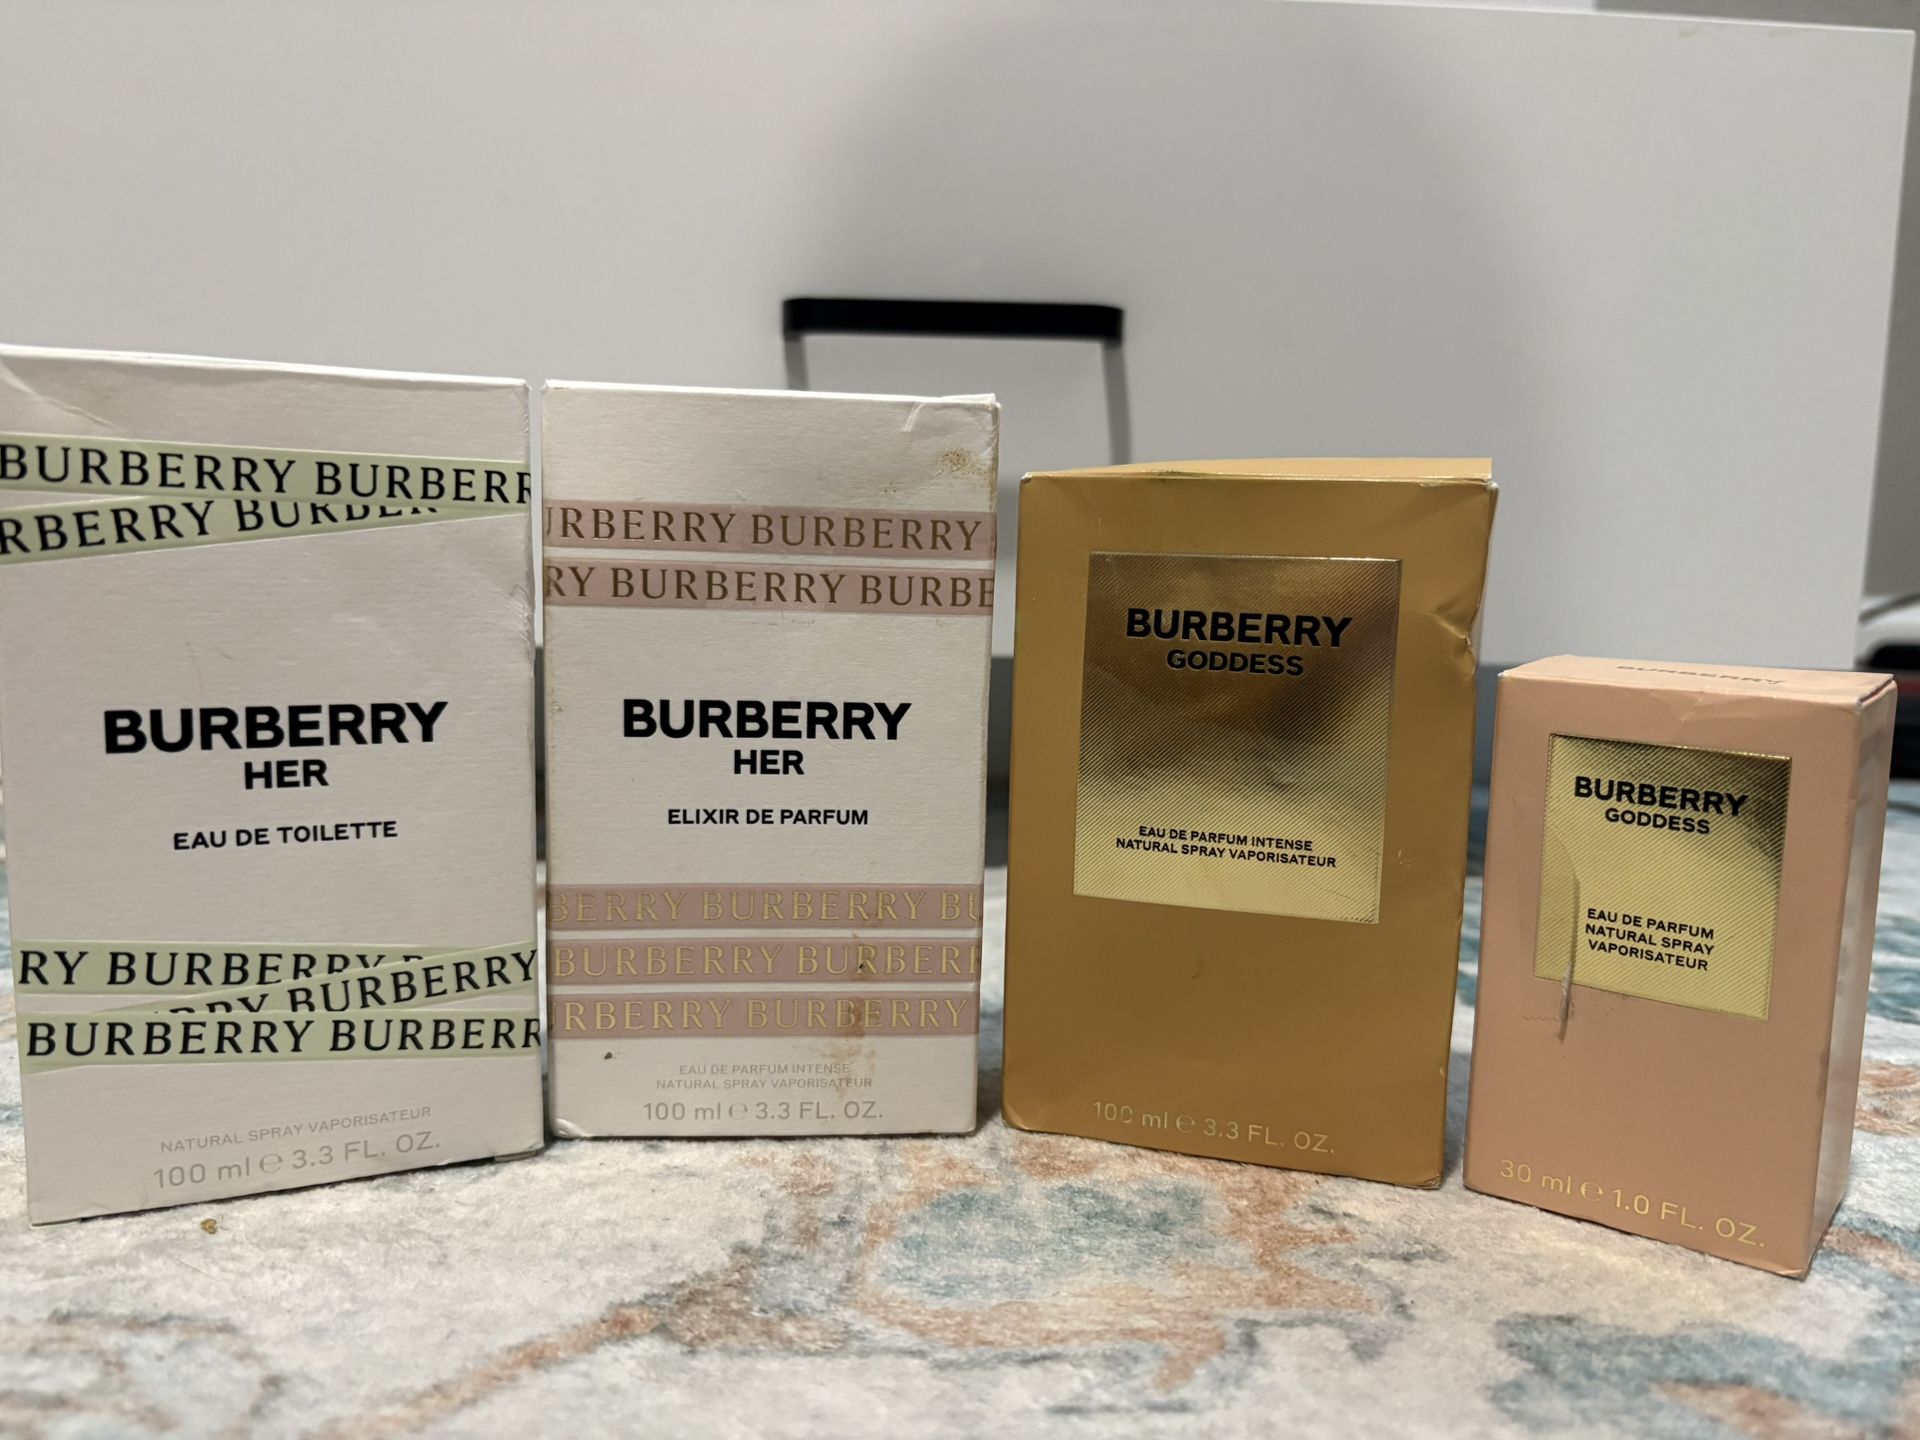 BURBERRY BURBERR
RBERRY BURBER
BURBERRY
HER
EAU DE TOILETTE
RY BURBERRY B
RRY BURBERRY
BURBERRY BURBERR
NATURAL SPRAY VAPORISATEUR
100 ml e 3.3 FL. OZ.
URBERRY BURBERRY
RY BURBERRY BURBE
BURBERRY
HER
ELIXIR DE PARFUM
BERRY BURBERRY BU
BURBERRY BURBERR
URBERRY BURBERRY
EAU DE PARFUM INTENSE
NATURAL SPRAY VAPORISATEUR
100 ml e 3.3 FL. OZ.
BURBERRY
GODDESS
EAU DE PARFUM INTENSE
NATURAL SPRAY VAPORISATEUR
100 ml e 3.3 FL. OZ.
BURBERRY
BURBERRY
GODDESS
EAU DE PARFUM
NATURAL SPRAY
VAPORISATEUR
30 ml e 1.0 FL. OZ.